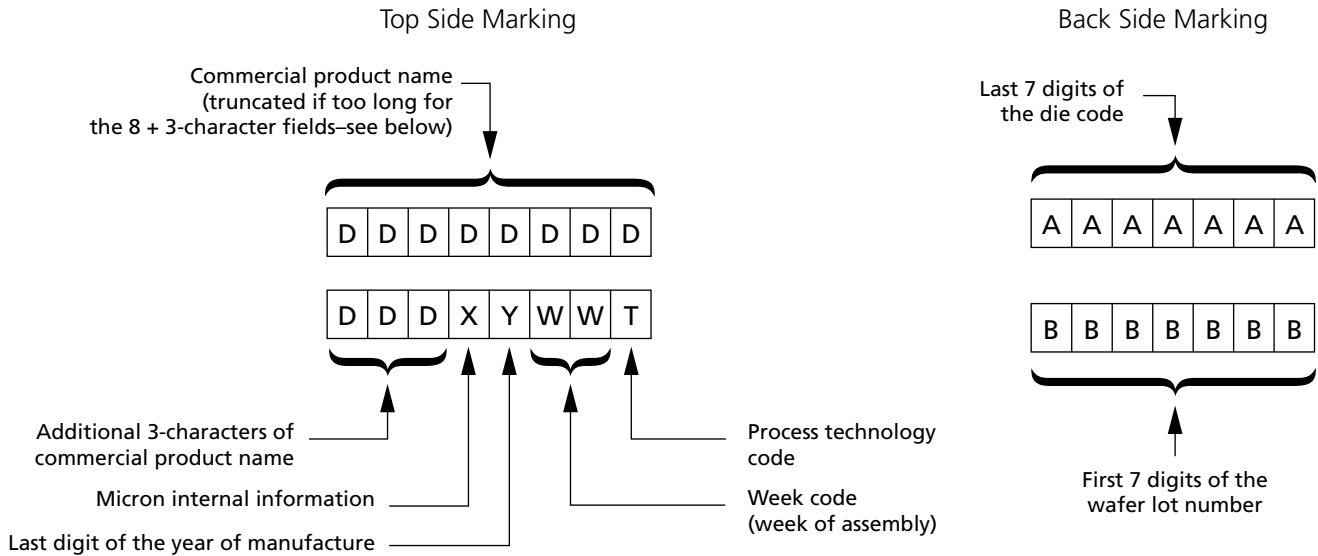 Top Side Marking
Back Side Marking
Commercial product name
(truncated if too long for
the 8 + 3-character fields–see below)
Last 7 digits of
the die code
D D D D D D D D
A A A A A A A
D D D X Y W W T
B B B B B B B
Additional 3-characters of
commercial product name
Process technology
code
Micron internal information
Week code
(week of assembly)
First 7 digits of the
wafer lot number
Last digit of the year of manufacture